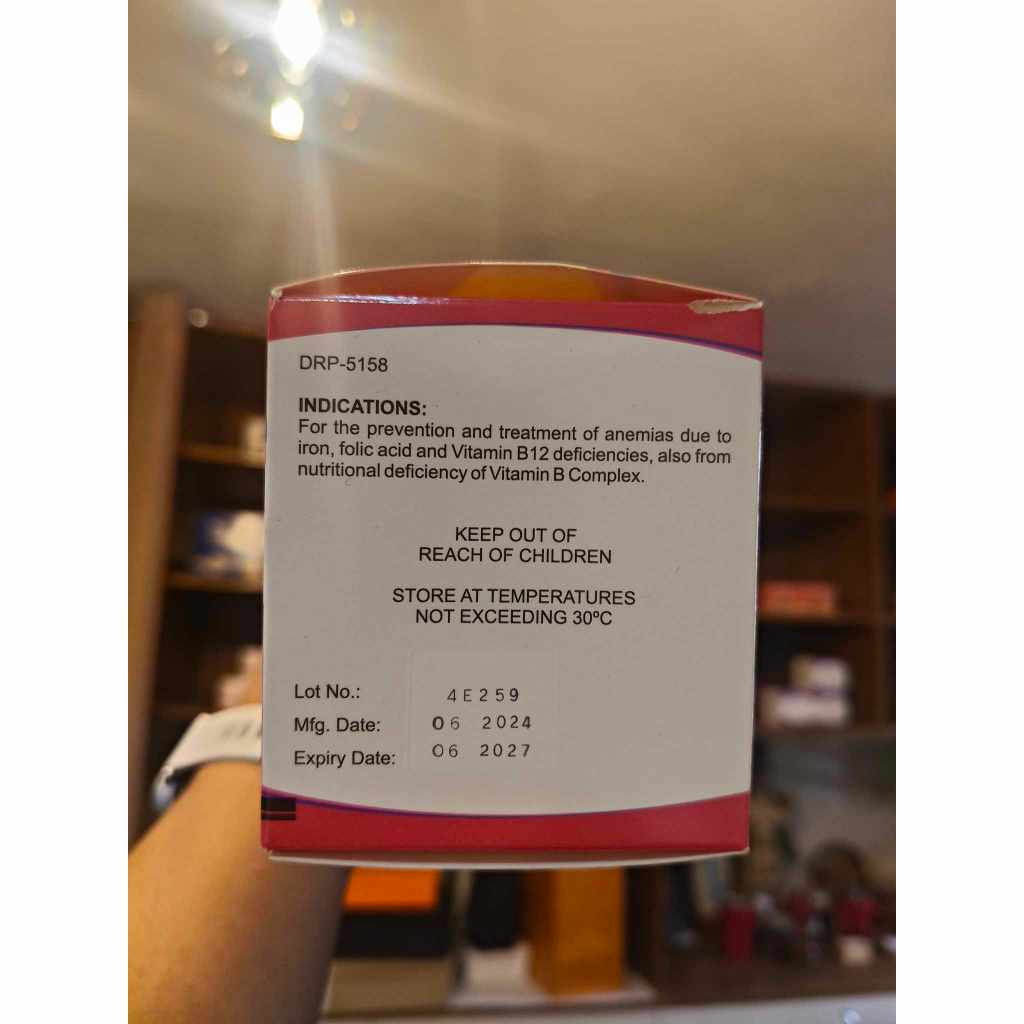 DRP-5158
INDICATIONS:
For the prevention and treatment of anemias due to
iron, folic acid and Vitamin B12 deficiencies, also from
nutritional deficiency of Vitamin B Complex.
KEEP OUT OF
REACH OF CHILDREN
STORE AT TEMPERATURES
NOT EXCEEDING 30ºC
Lot No.: 4E259
Mfg. Date: 06 2024
Expiry Date: 06 2027